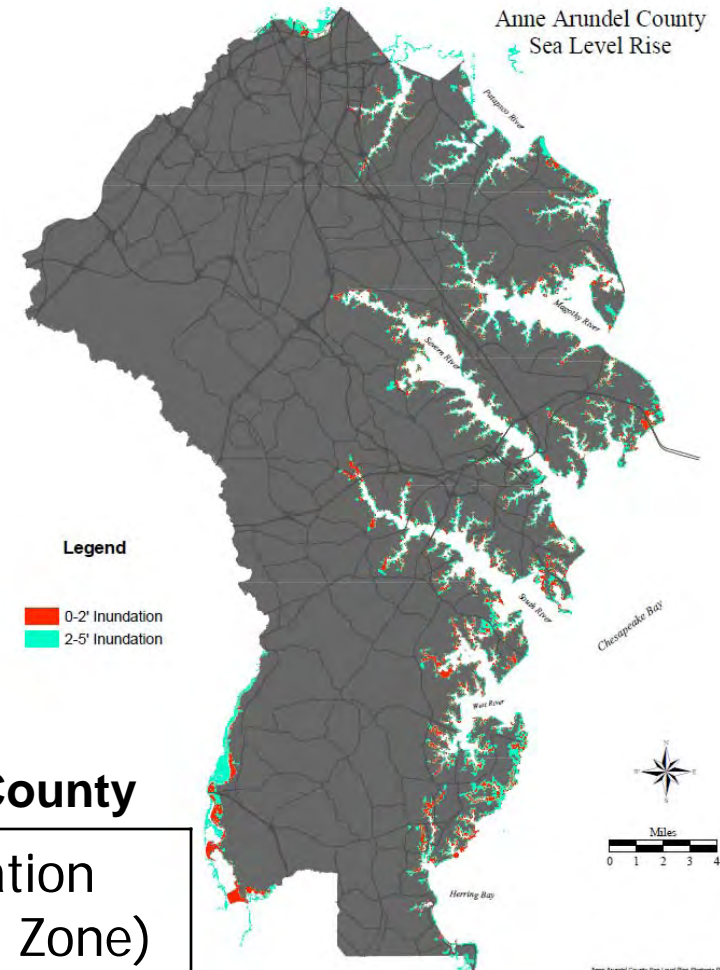 Anne Arundel County
Sea Level Rise
Patapsco River
Magothy River
Severn River
Legend
0-2' Inundation
2-5' Inundation
South River
Chesapeake Bay
West River
County
ation
Zone)
N
W
E
S
Miles
0 1 2 3 4
Herring Bay